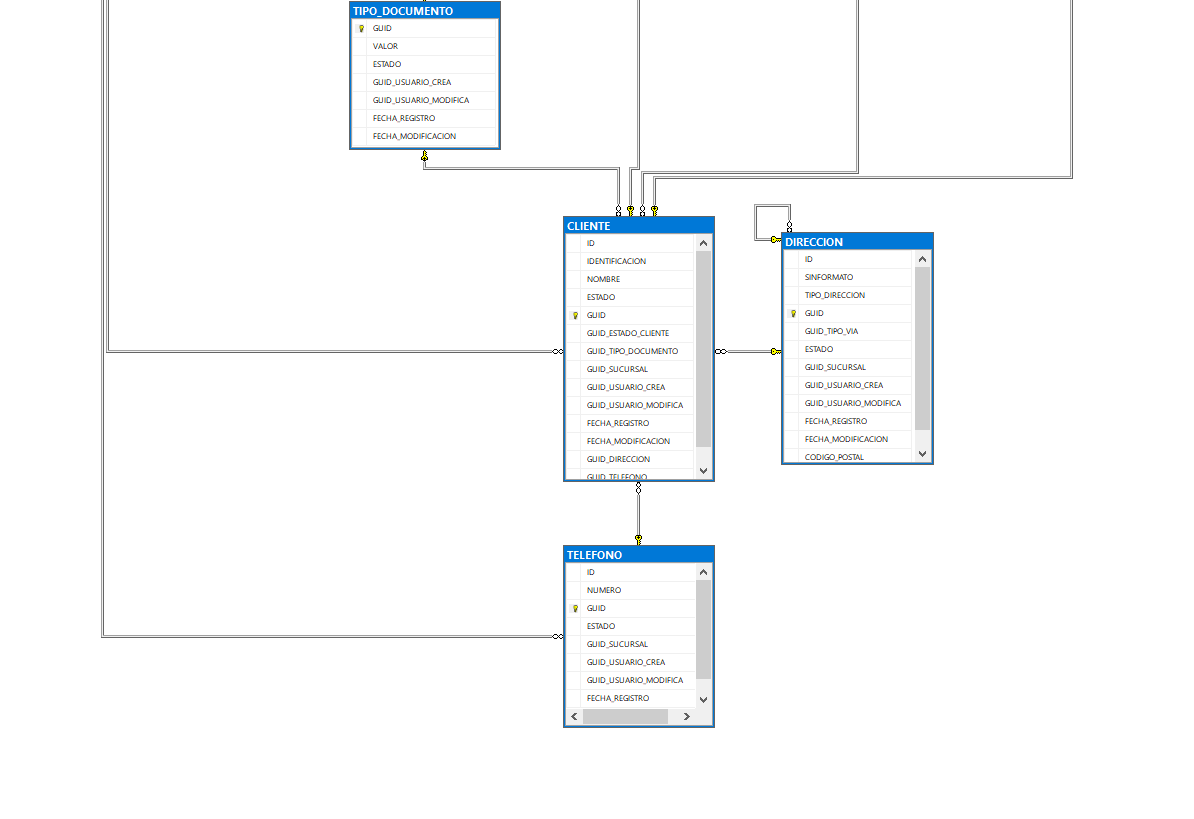 TIPO_DOCUMENTO
GUID
VALOR
ESTADO
GUID_USUARIO_CREA
GUID_USUARIO_MODIFICA
FECHA_REGISTRO
FECHA_MODIFICACION
CLIENTE
ID
IDENTIFICACION
NOMBRE
ESTADO
GUID
GUID_ESTADO_CLIENTE
GUID_TIPO_DOCUMENTO
GUID_SUCURSAL
GUID_USUARIO_CREA
GUID_USUARIO_MODIFICA
FECHA_REGISTRO
FECHA_MODIFICACION
GUID_DIRECCION
GUID_TELEFONO
DIRECCION
ID
SINFORMATO
TIPO_DIRECCION
GUID
GUID_TIPO_VIA
ESTADO
GUID_SUCURSAL
GUID_USUARIO_CREA
GUID_USUARIO_MODIFICA
FECHA_REGISTRO
FECHA_MODIFICACION
CODIGO_POSTAL
TELEFONO
ID
NUMERO
GUID
ESTADO
GUID_SUCURSAL
GUID_USUARIO_CREA
GUID_USUARIO_MODIFICA
FECHA_REGISTRO